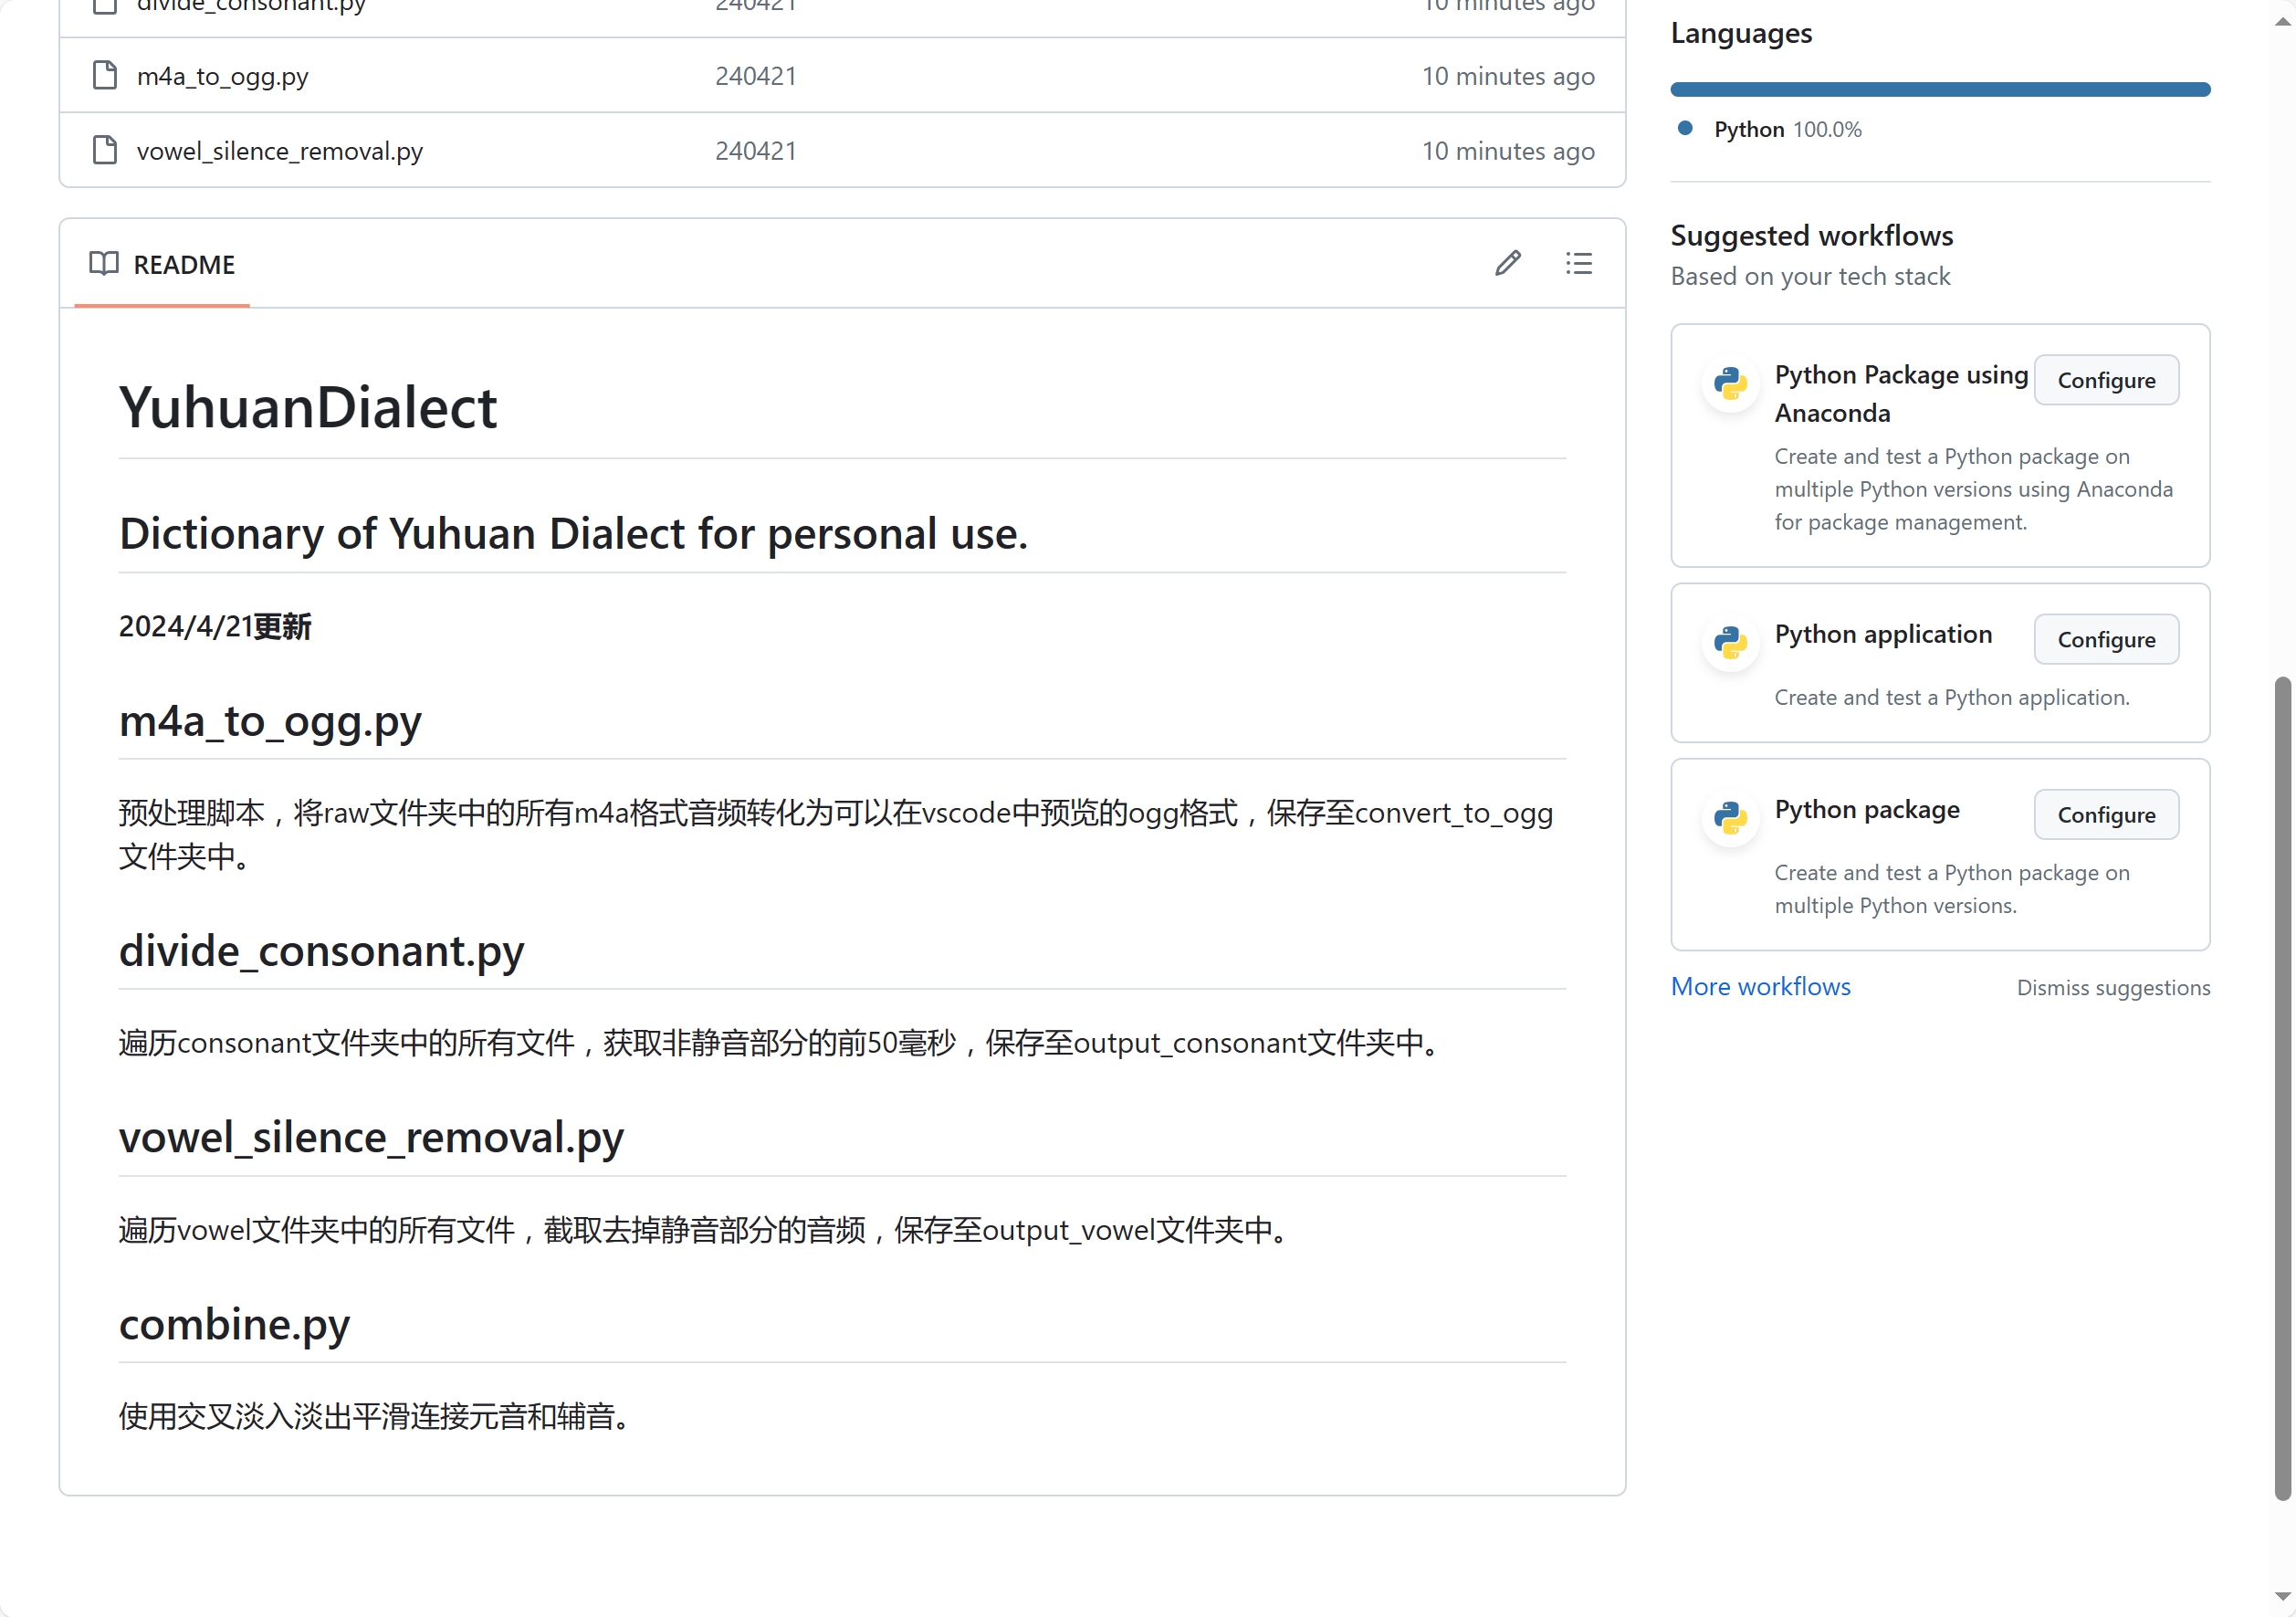 divide_consonant.py 240421 10 minutes ago
m4a_to_ogg.py 240421 10 minutes ago
vowel_silence_removal.py 240421 10 minutes ago
README
YuhuanDialect
Dictionary of Yuhuan Dialect for personal use.
2024/4/21更新
m4a_to_ogg.py
预处理脚本，将raw文件夹中的所有m4a格式音频转化为可以在vscode中预览的ogg格式，保存至convert_to_ogg
文件夹中。
divide_consonant.py
遍历consonant文件夹中的所有文件，获取非静音部分的前50毫秒，保存至output_consonant文件夹中。
vowel_silence_removal.py
遍历vowel文件夹中的所有文件，截取去掉静音部分的音频，保存至output_vowel文件夹中。
combine.py
使用交叉淡入淡出平滑连接元音和辅音。
Languages
Python 100.0%
Suggested workflows
Based on your tech stack
Python Package using
Anaconda
Configure
Create and test a Python package on
multiple Python versions using Anaconda
for package management.
Python application
Configure
Create and test a Python application.
Python package
Configure
Create and test a Python package on
multiple Python versions.
More workflows
Dismiss suggestions